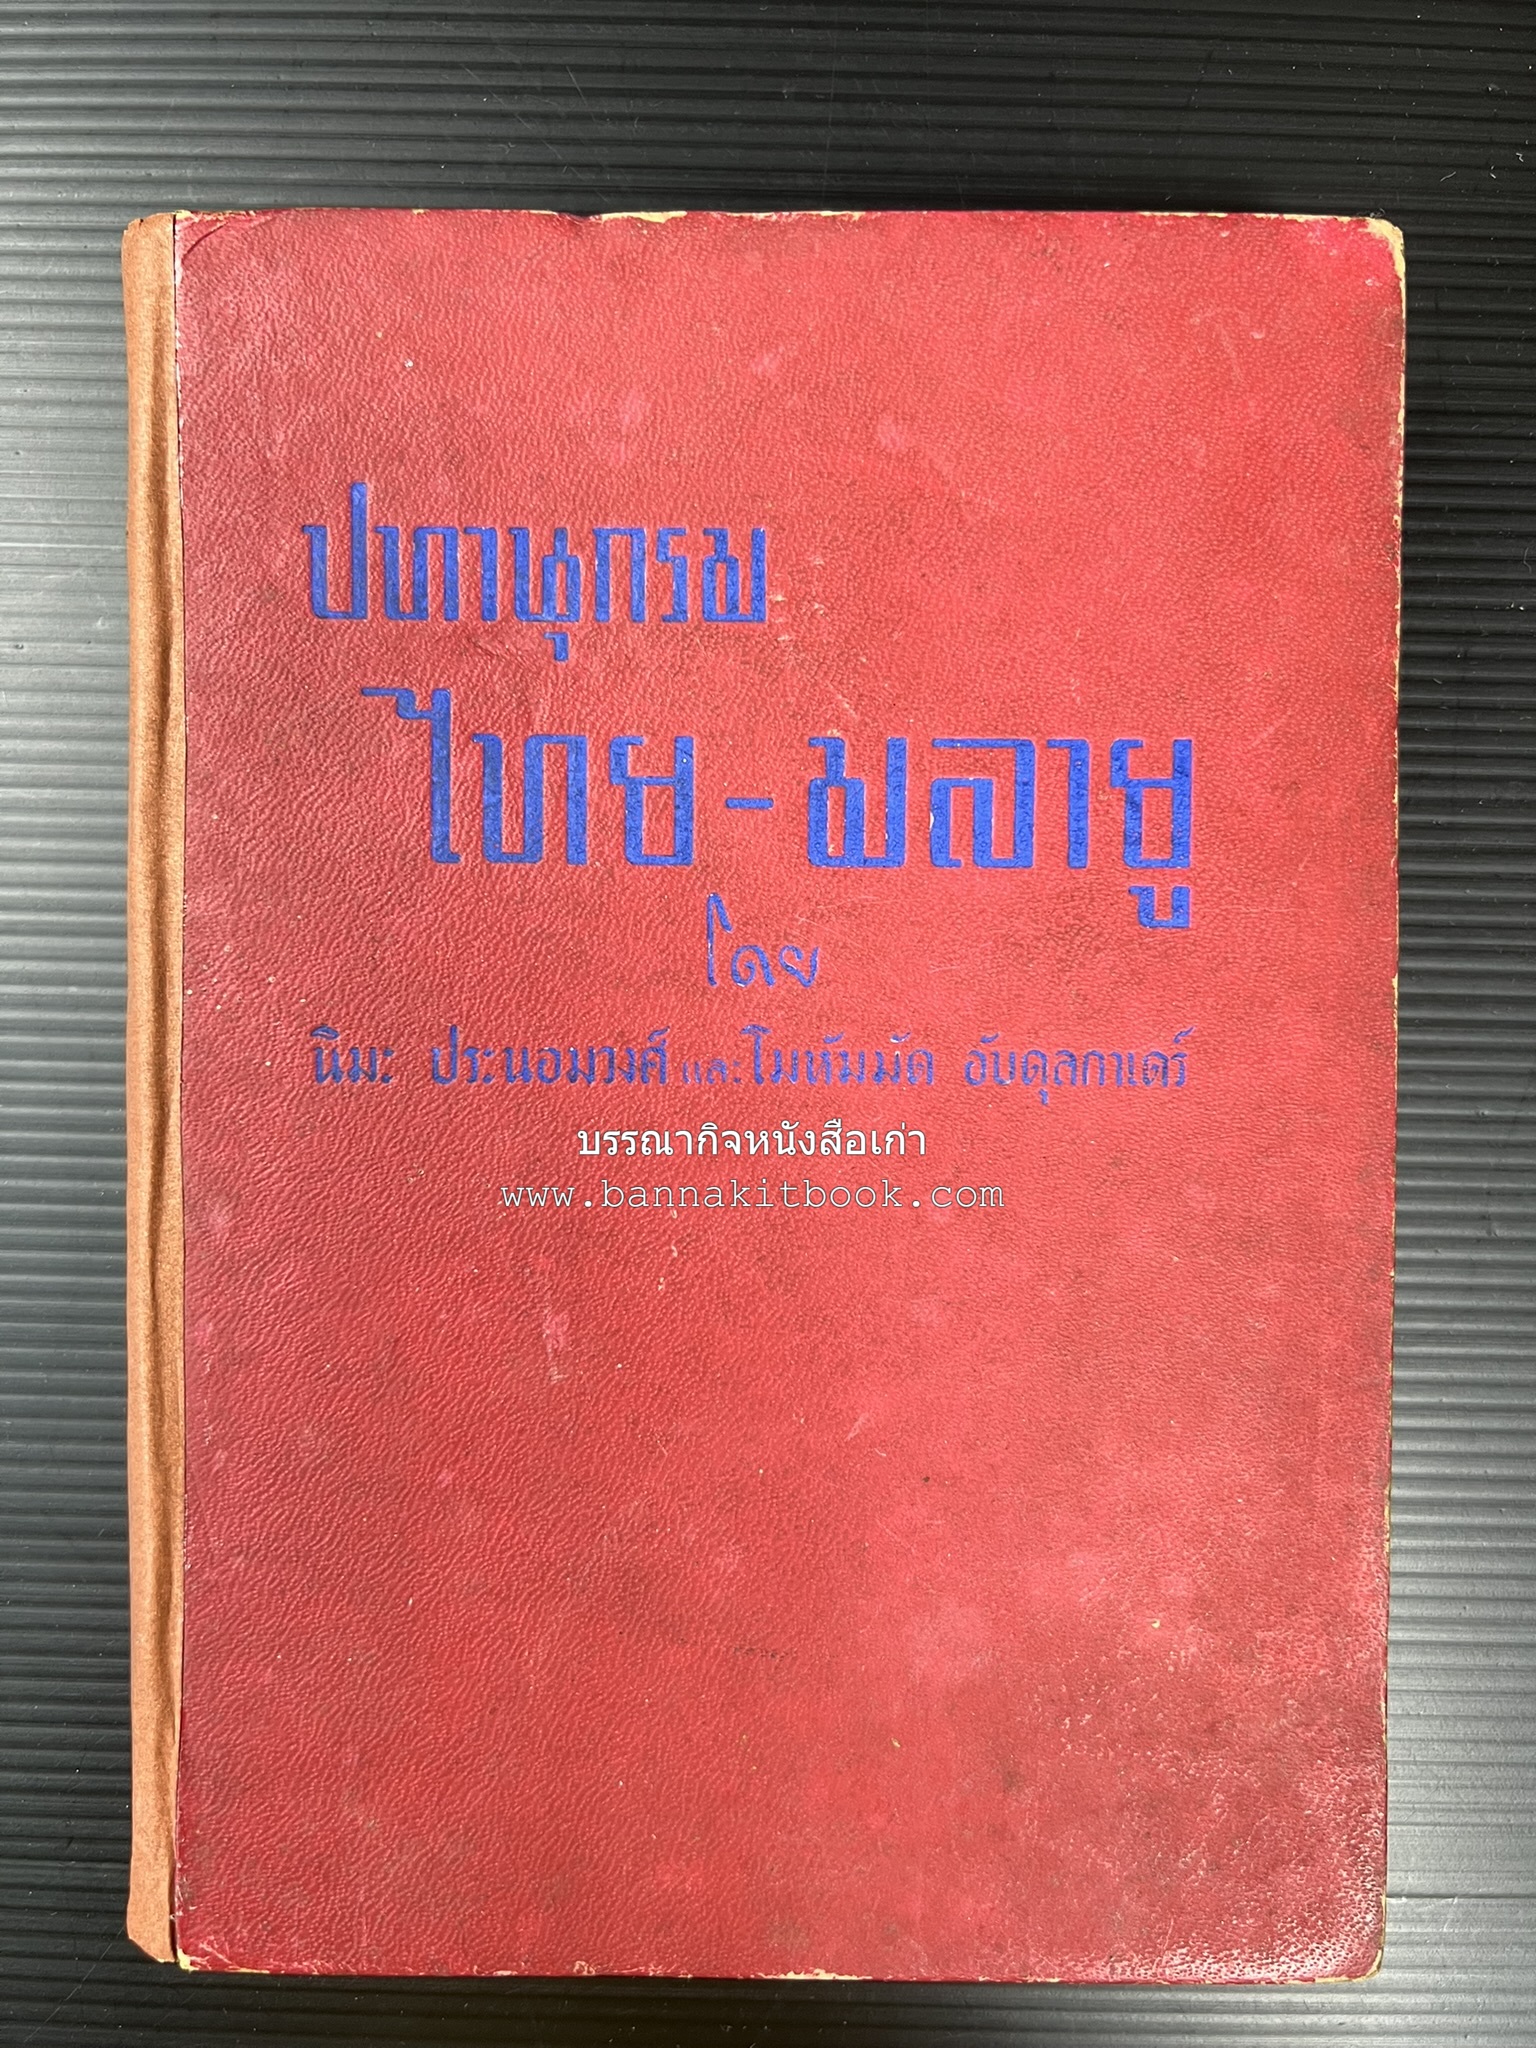 ปทานุกรม
ไทย - มลายู
โดย
นิมะ ประนอมวงศ์ และ โมหัมมัด อับดุลกาเดร์
บรรณากิจหนังสือเก่า
www.bannakitbook.com